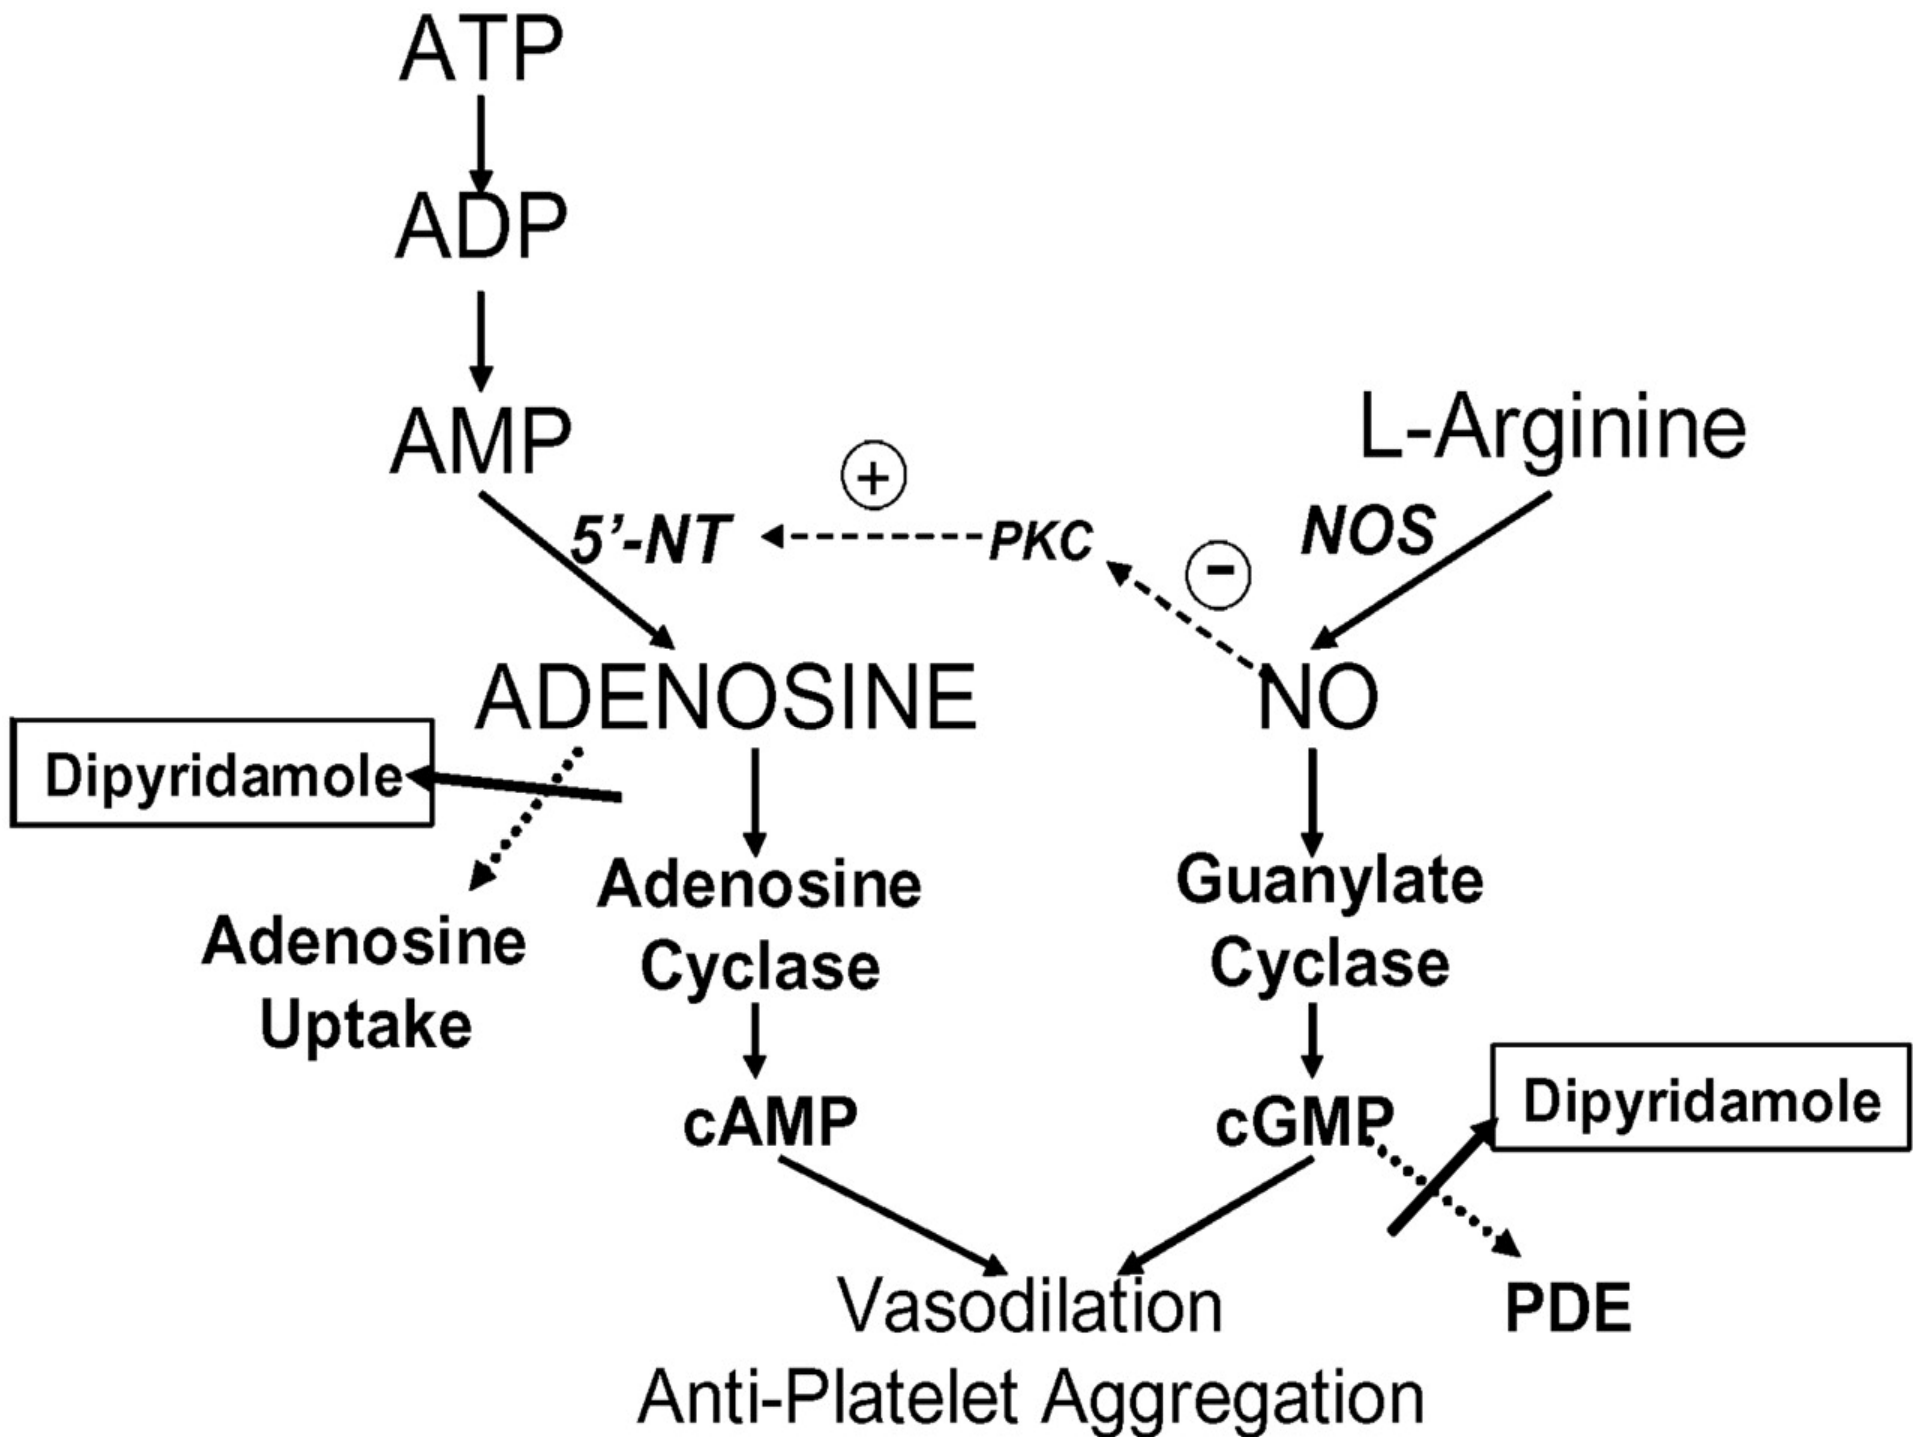 ATP
ADP
AMP
L-Arginine
+
5’-NT
PKC
-
NOS
ADENOSINE
NO
Dipyridamole
Adenosine
Cyclase
Guanylate
Cyclase
Adenosine
Uptake
cAMP
cGMP
Dipyridamole
PDE
Vasodilation
Anti-Platelet Aggregation